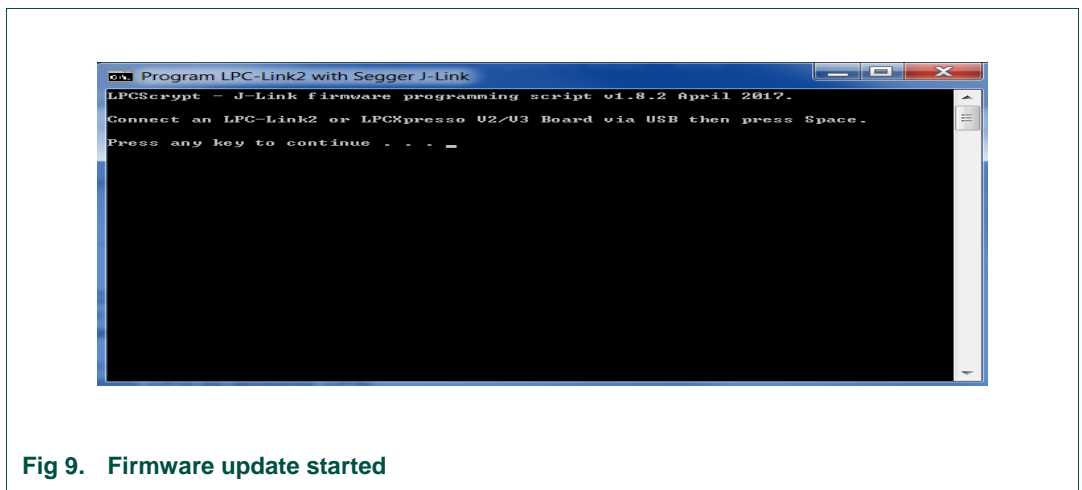 Program LPC-Link2 with Segger J-Link
LPCScrypt - J-Link firmware programming script v1.8.2 April 2017.
Connect an LPC-Link2 or LPCXpresso V2/V3 Board via USB then press Space.
Press any key to continue . . . _
Fig 9. Firmware update started